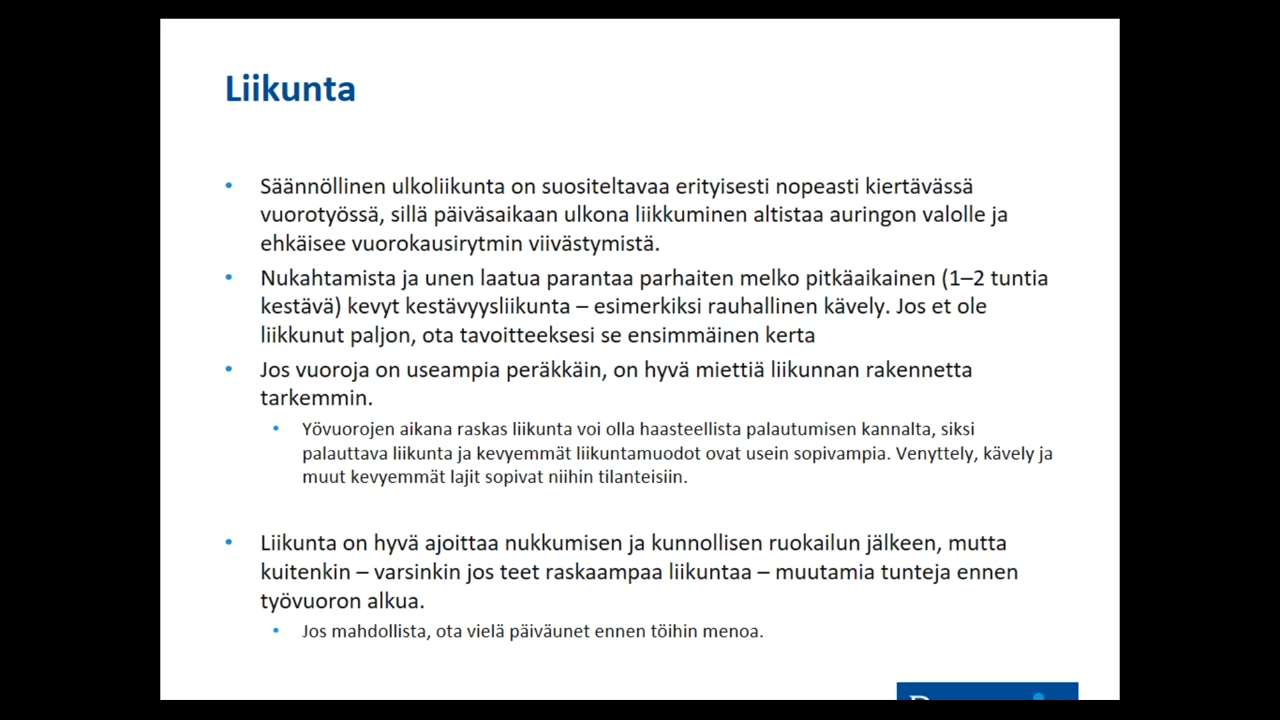 Liikunta
• Säännöllinen ulkoliikunta on suositeltavaa erityisesti nopeasti kiertävässä
vuorotyössä, sillä päiväsaikaan ulkona liikkuminen altistaa auringon valolle ja
ehkäisee vuorokausirytmin viivästymistä.
• Nukahtamista ja unen laatua parantaa parhaiten melko pitkäaikainen (1–2 tuntia
kestävä) kevyt kestävyysliikunta – esimerkiksi rauhallinen kävely. Jos et ole
liikkunut paljon, ota tavoitteeksesi se ensimmäinen kerta
• Jos vuoroja on useampia peräkkäin, on hyvä miettiä liikunnan rakennetta
tarkemmin.
• Yövuorojen aikana raskas liikunta voi olla haasteellista palautumisen kannalta, siksi
palauttava liikunta ja kevyemmät liikuntamuodot ovat usein sopivampia. Venyttely, kävely ja
muut kevyemmät lajit sopivat niihin tilanteisiin.
• Liikunta on hyvä ajoittaa nukkumisen ja kunnollisen ruokailun jälkeen, mutta
kuitenkin – varsinkin jos teet raskaampaa liikuntaa – muutamia tunteja ennen
työvuoron alkua.
• Jos mahdollista, ota vielä päiväunet ennen töihin menoa.